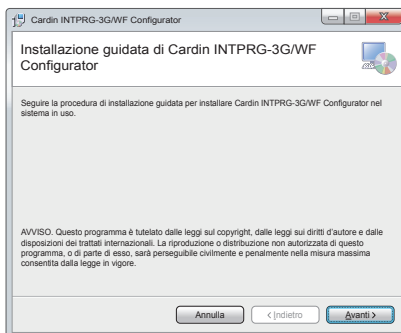 Cardin INTPRG-3G/WF Configurator
Installazione guidata di Cardin INTPRG-3G/WF
Configurator
Seguire la procedura di installazione guidata per installare Cardin INTPRG-3G/WF Configurator nel
sistema in uso.
AVVISO. Questo programma è tutelato dalle leggi sul copyright, dalle leggi sui diritti d'autore e dalle
disposizioni dei trattati internazionali. La riproduzione o distribuzione non autorizzata di questo
programma, o di parte di esso, sarà perseguibile civilmente e penalmente nella misura massima
consentita dalla legge in vigore.
Annulla < Indietro Avanti >